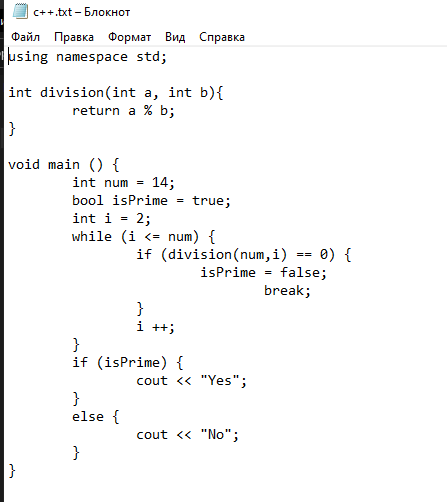 c++.txt – Блокнот
Файл Правка Формат Вид Справка
using namespace std;

int division(int a, int b){
        return a % b;
}

void main () {
        int num = 14;
        bool isPrime = true;
        int i = 2;
        while (i <= num) {
                if (division(num,i) == 0) {
                        isPrime = false;
                                break;
                }
                i ++;
        }
        if (isPrime) {
                cout << "Yes";
        }
        else {
                cout << "No";
        }
}